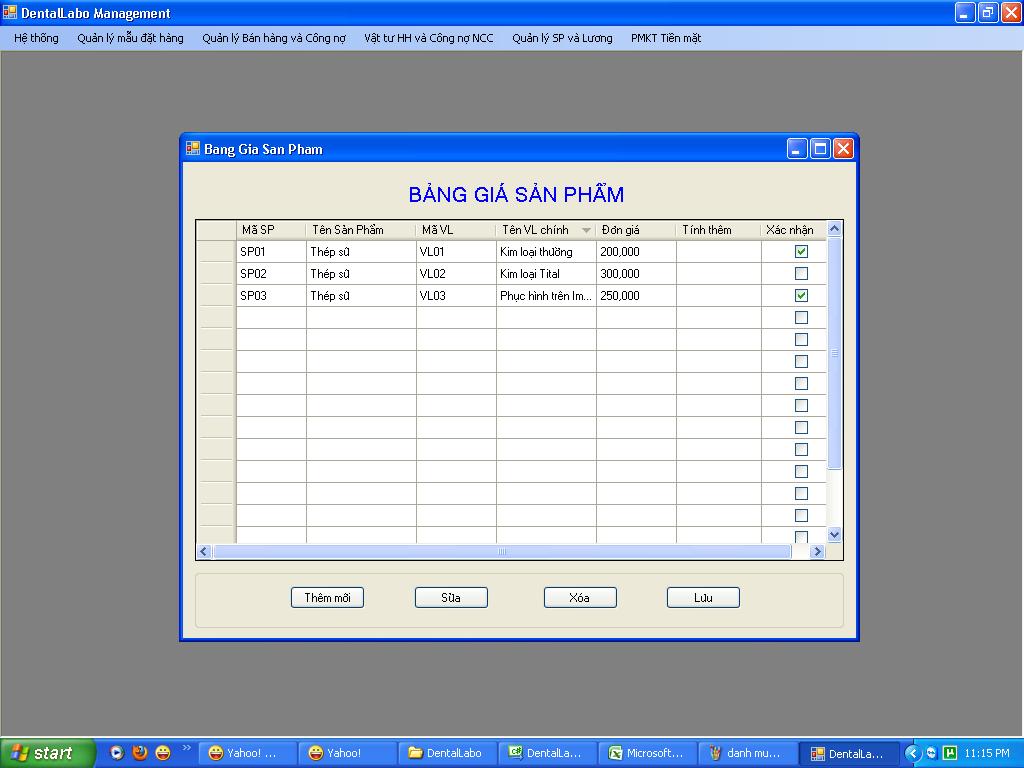 DentalLabo Management
Hệ thống Quản lý mẫu đặt hàng Quản lý Bán hàng và Công nợ Vật tư HH và Công nợ NCC Quản lý SP và Lương PMKT Tiền mặt
Bang Gia San Pham
BẢNG GIÁ SẢN PHẨM
Mã SP Tên Sản Phẩm Mã VL Tên VL chính Đơn giá Tính thêm Xác nhận
SP01 Thép sũ VL01 Kim loại thường 200,000
SP02 Thép sũ VL02 Kim loại Tital 300,000
SP03 Thép sũ VL03 Phục hình trên Im... 250,000
Thêm mới Sũa Xóa Lưu
start Yahoo! ... Yahoo! DentalLabo DentalLa... Microsoft... danh mu... DentalLa... 11:15 PM